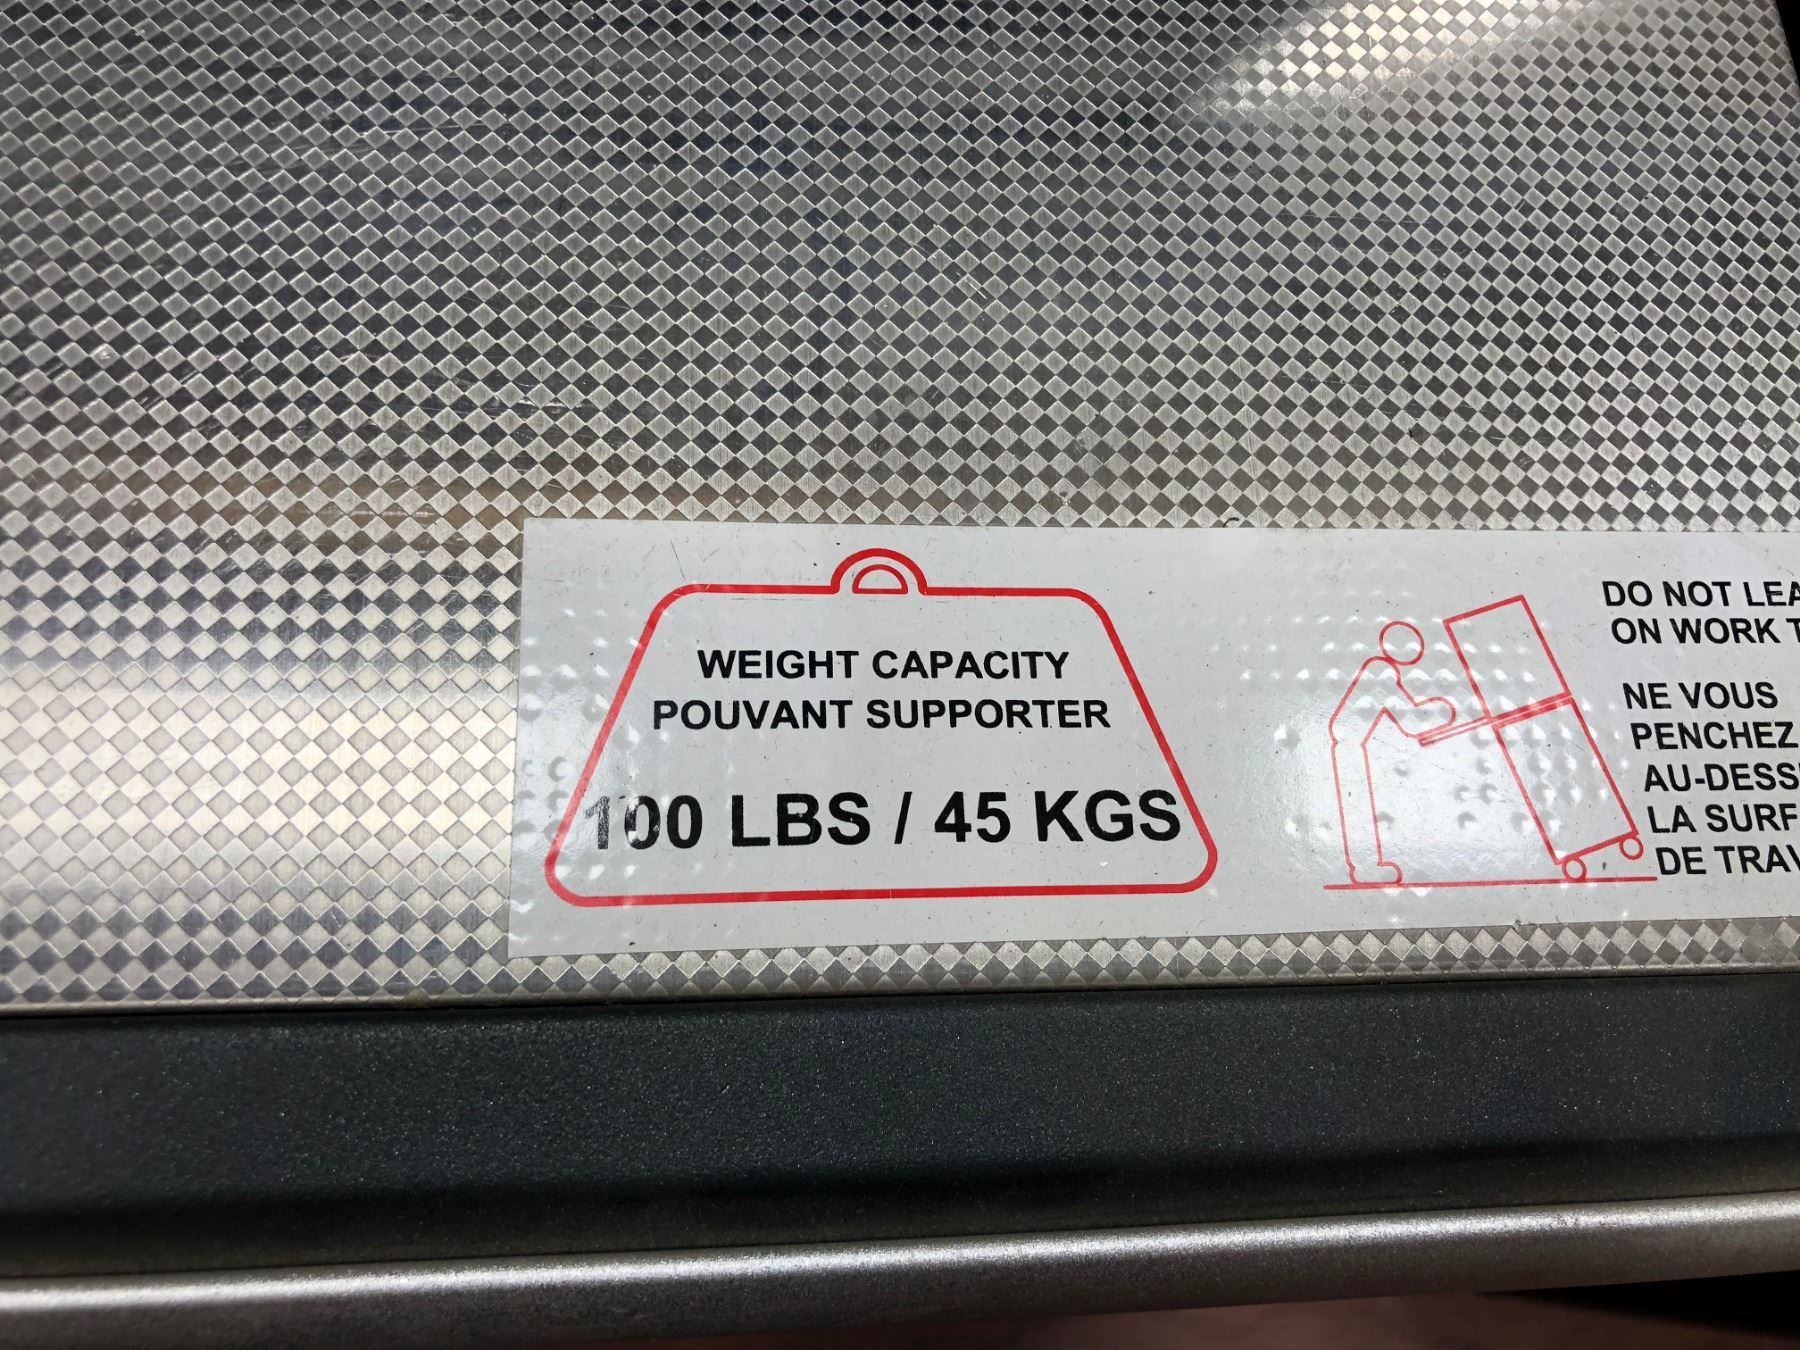 WEIGHT CAPACITY
POUVANT SUPPORTER
100 LBS / 45 KGS
DO NOT
ON WORK
NE VOUS
PENCHEZ
LA
DE